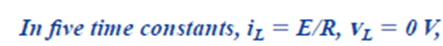 In five time constants, iL = E/R, vL = 0 V,